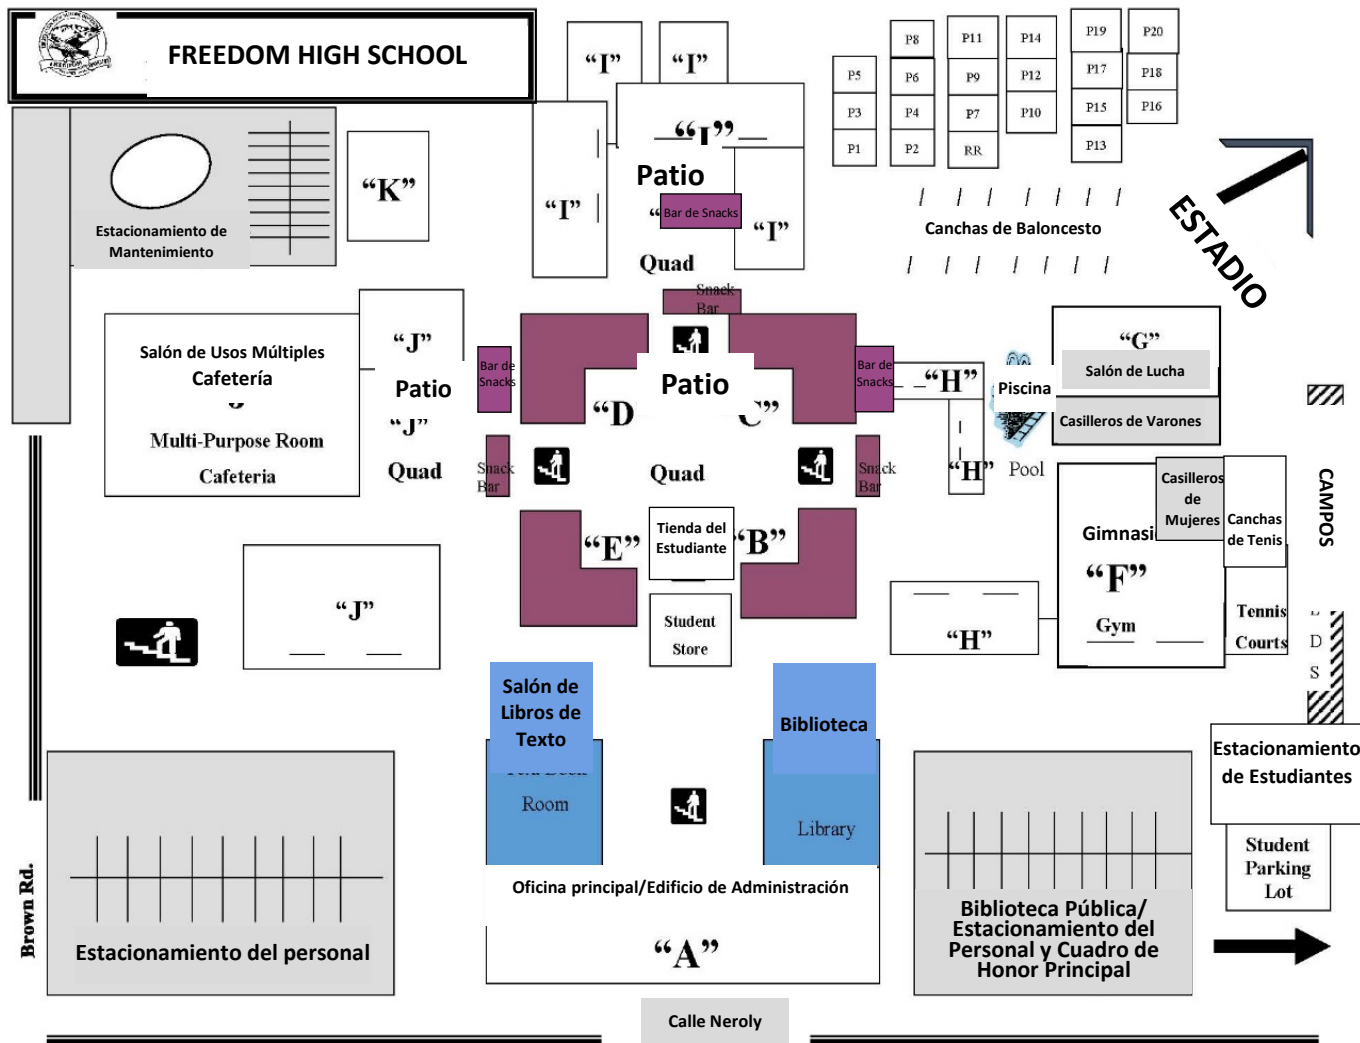 FREEDOM HIGH SCHOOL
“I”
“I”
“I”
“I”
“I”
Patio
Bar de Snacks
Quad
Snack
Bar
P5
P3
P1
P8
P6
P4
P2
P11
P9
P7
RR
P14
P12
P10
P19
P17
P15
P13
P20
P18
P16
Canchas de Baloncesto
ESTADIO
Estacionamiento de
Mantenimiento
“K”
Salón de Usos Múltiples
Cafetería
Multi-Purpose Room
Cafeteria
“J”
Patio
“J”
Quad
Bar de
Snacks
Snack
Bar
“D
Patio
C”
Quad
“E”
Tienda del
Estudiante
“B”
Student
Store
Bar de
Snacks
Snack
Bar
“H”
“H”
Piscina
Pool
“G”
Salón de Lucha
Casilleros de Varones
Casilleros
de
Mujeres
Gimnasi
“F”
Gym
Canchas
de Tenis
Tennis
Courts
CAMPOS
D
S
“J”
“H”
Salón de
Libros de
Texto
Room
Biblioteca
Library
Oficina principal/Edificio de Administración
“A”
Brown Rd.
Estacionamiento del personal
Biblioteca Pública/
Estacionamiento del
Personal y Cuadro de
Honor Principal
Estacionamiento
de Estudiantes
Student
Parking
Lot
Calle Neroly